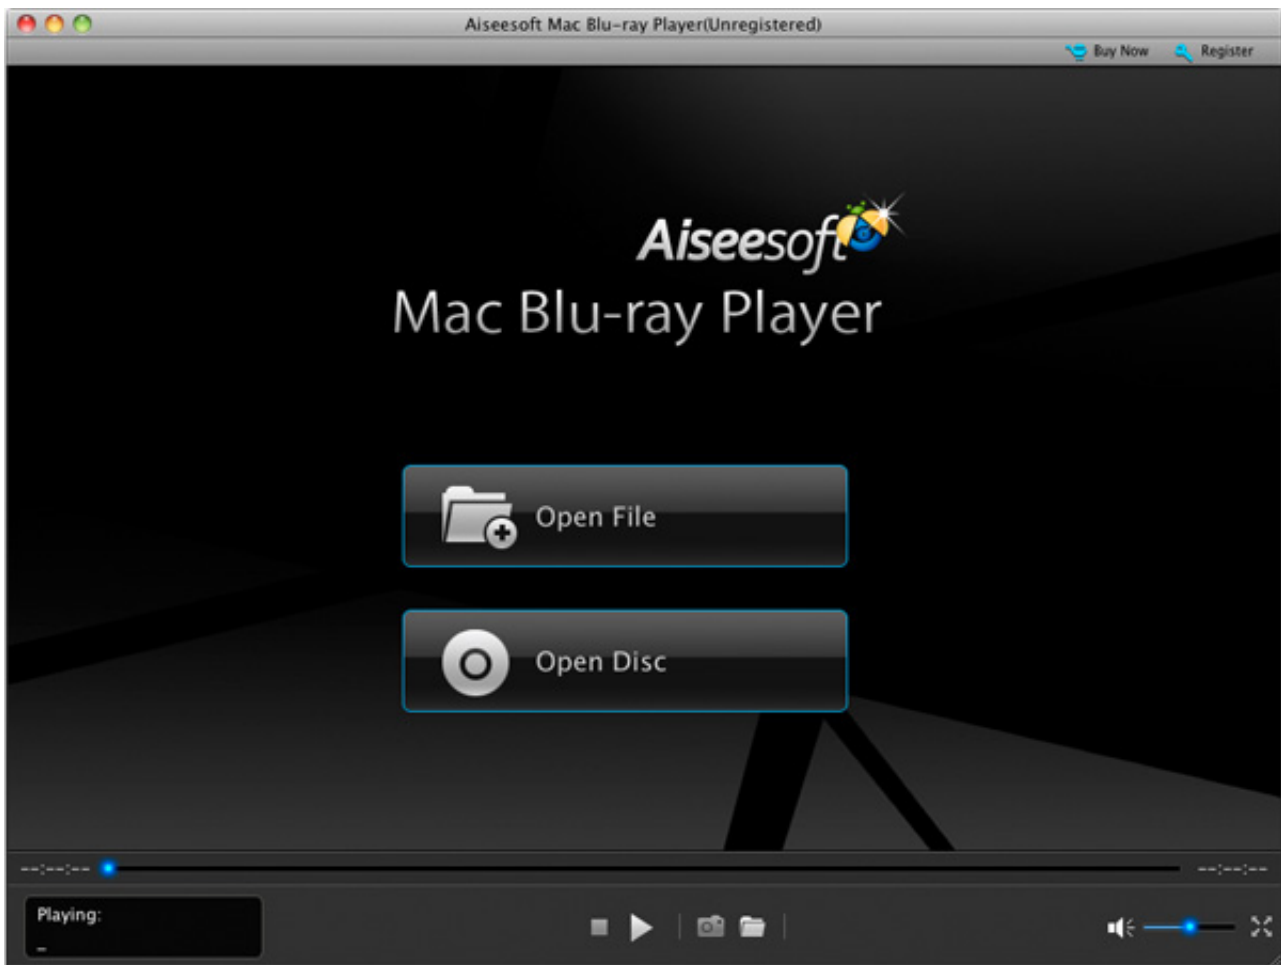 Aiseesoft Mac Blu-ray Player(Unregistered)
Buy Now Register
Aiseesoft
Mac Blu-ray Player
Open File
Open Disc
--:--:-- --:--:--
Playing:
_